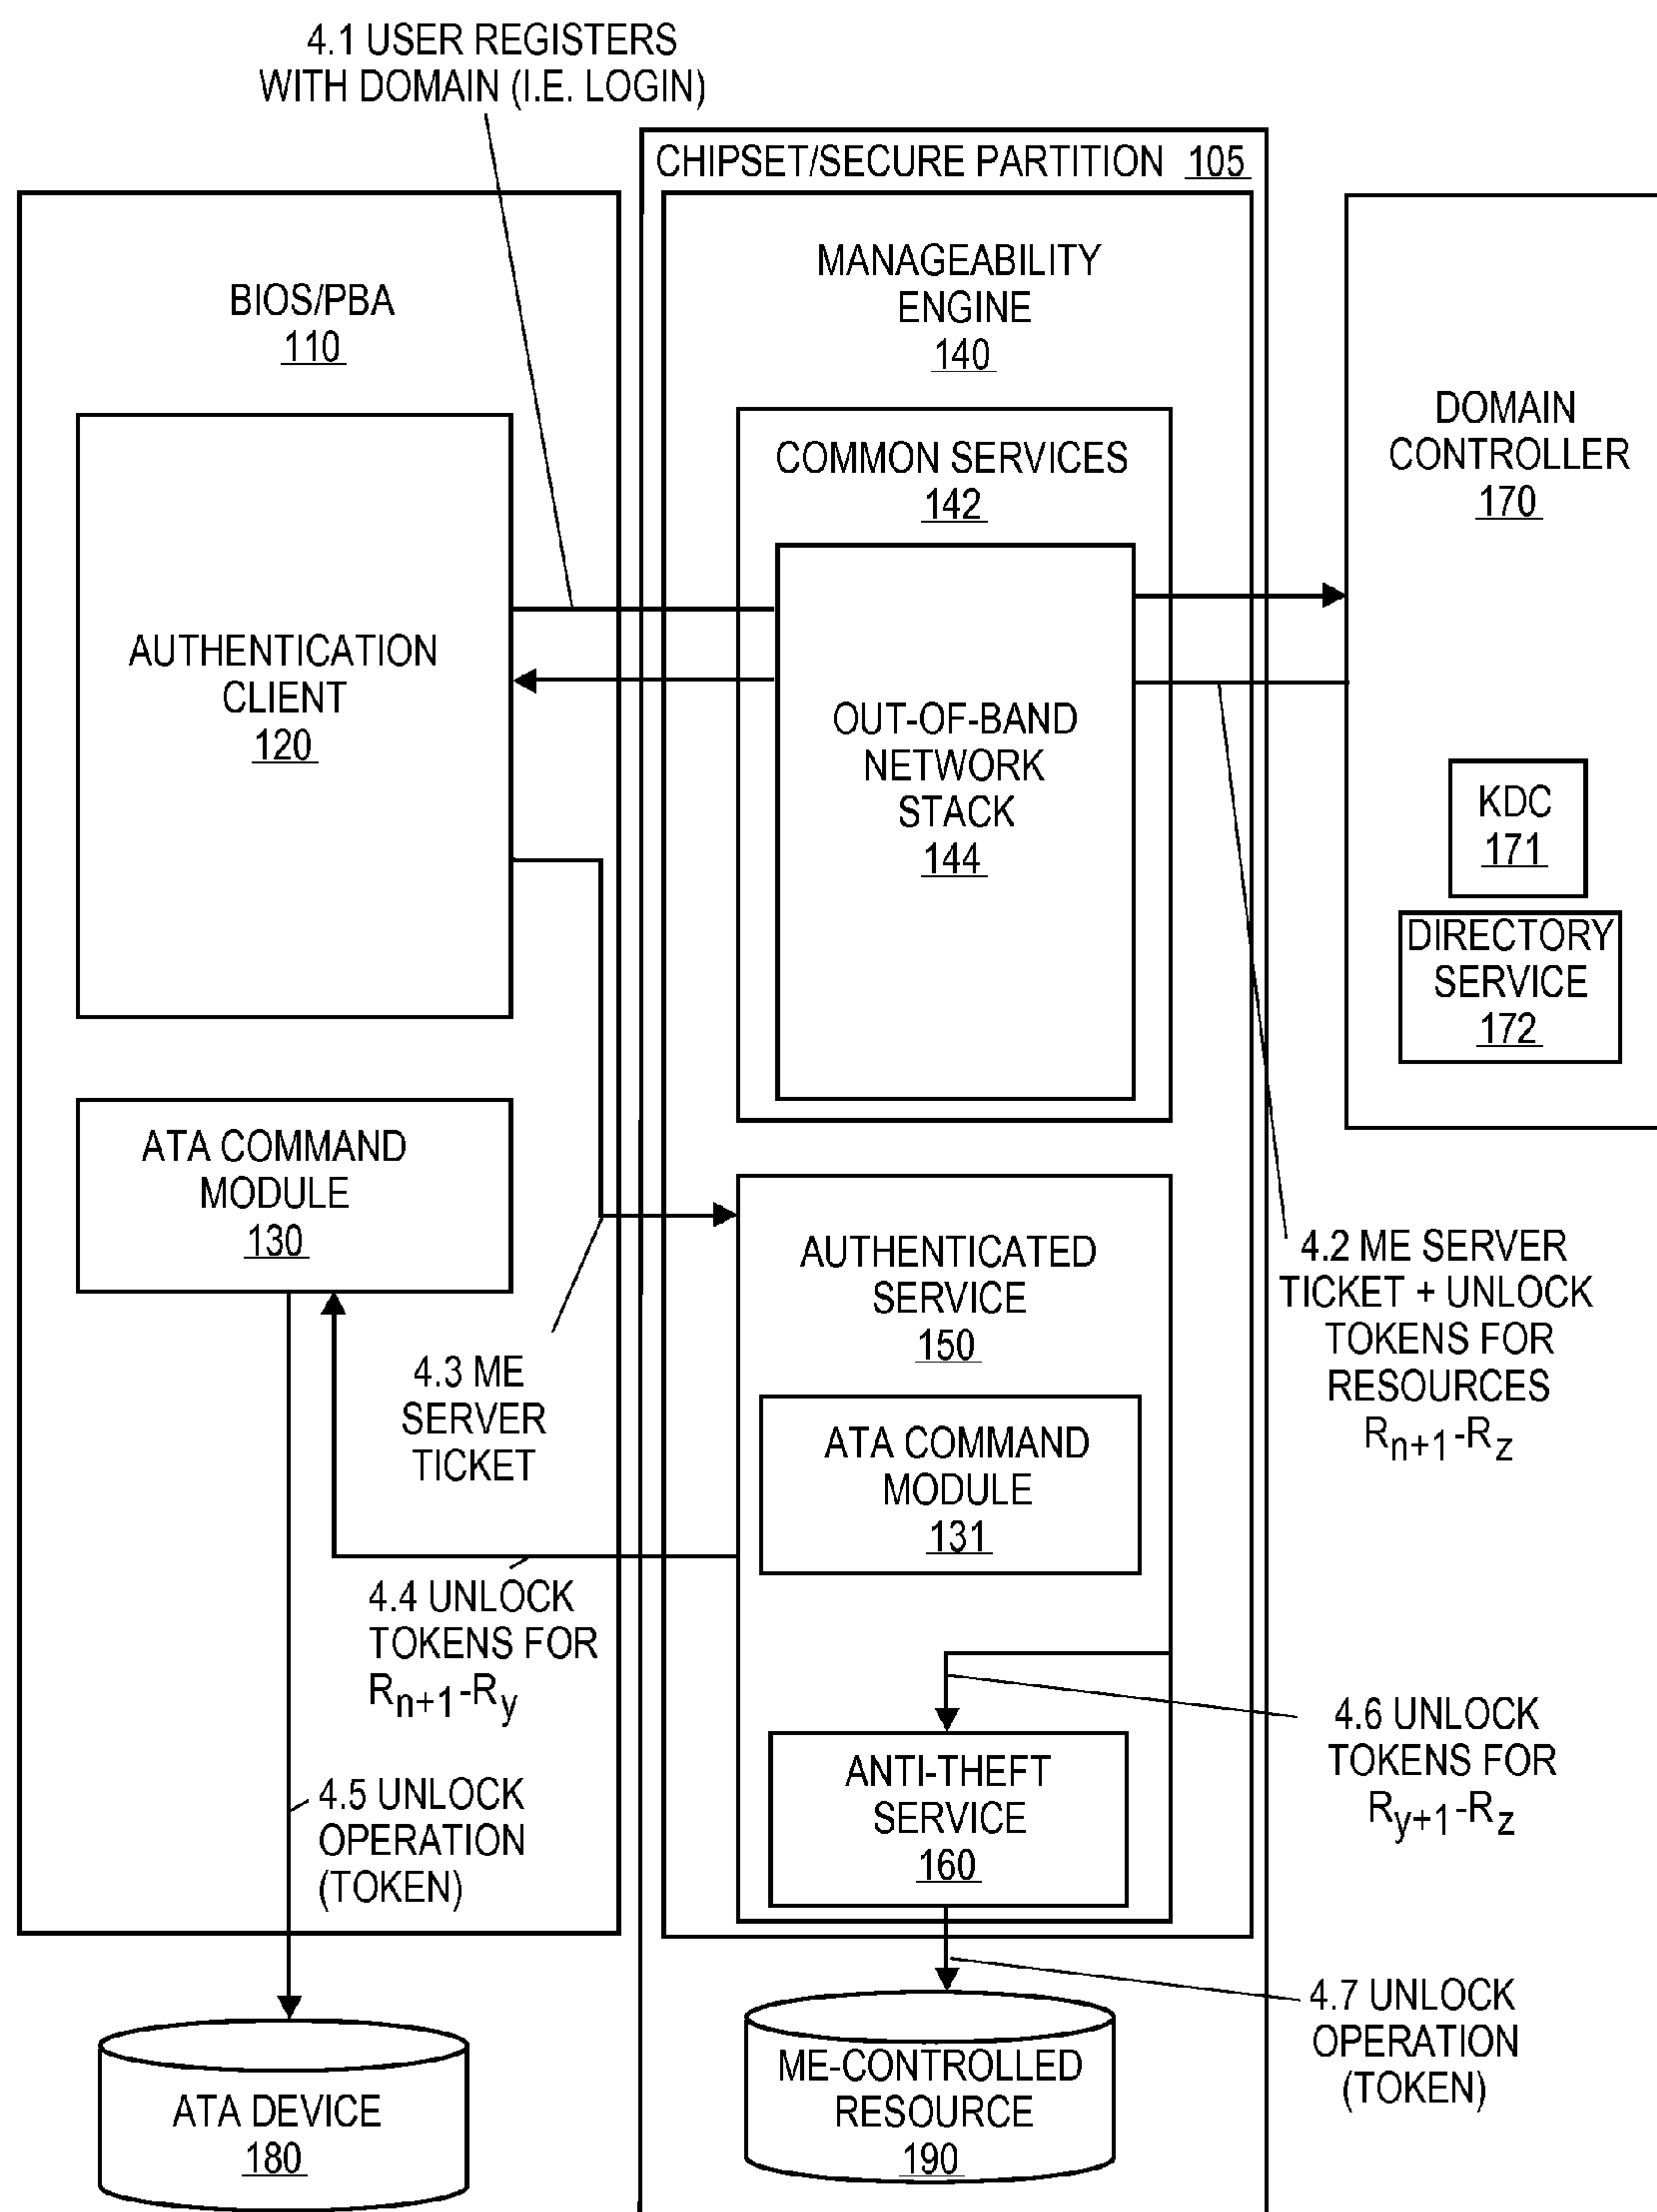 4.1 USER REGISTERS
WITH DOMAIN (I.E. LOGIN)
CHIPSET/SECURE PARTITION 105
BIOS/PBA
110
AUTHENTICATION
CLIENT
120
ATA COMMAND
MODULE
130
MANAGEABILITY
ENGINE
140
COMMON SERVICES
142
OUT-OF-BAND
NETWORK
STACK
144
DOMAIN
CONTROLLER
170
KDC
171
DIRECTORY
SERVICE
172
4.2 ME SERVER
TICKET + UNLOCK
TOKENS FOR
RESOURCES
Rn+1-Rz
4.3 ME
SERVER
TICKET
AUTHENTICATED
SERVICE
150
ATA COMMAND
MODULE
131
4.4 UNLOCK
TOKENS FOR
Rn+1-Ry
4.5 UNLOCK
OPERATION
(TOKEN)
ANTI-THEFT
SERVICE
160
4.6 UNLOCK
TOKENS FOR
Ry+1-Rz
4.7 UNLOCK
OPERATION
(TOKEN)
ATA DEVICE
180
ME-CONTROLLED
RESOURCE
190